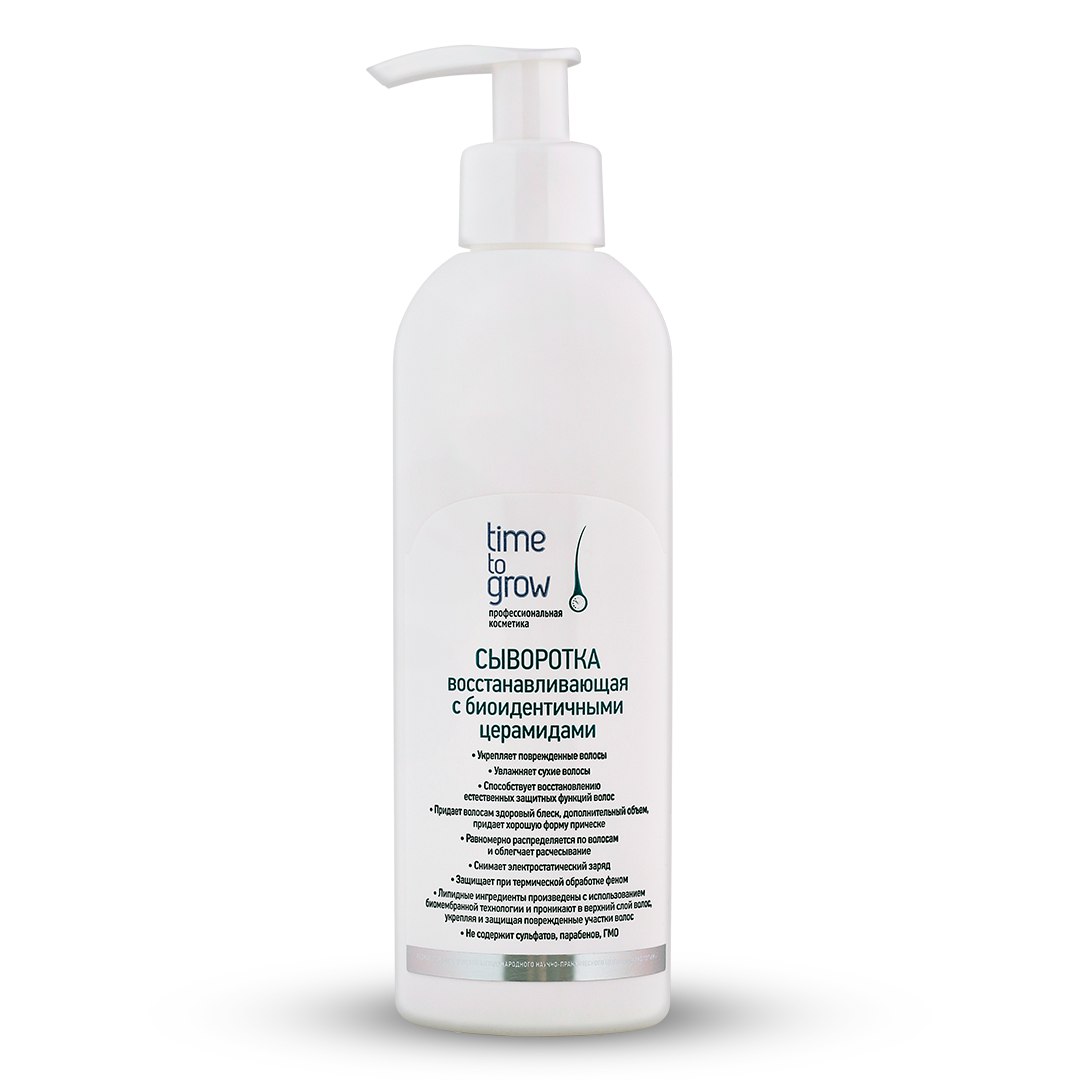 time
to
grow
профессиональная
косметика
СЫВОРОТКА
восстанавливающая
с биоидентичными
церамидами
• Укрепляет поврежденные волосы
• Увлажняет сухие волосы
• Способствует восстановлению
естественных защитных функций волос
• Придает волосам здоровый блеск, дополнительный объем,
придает хорошую форму прическе
• Равномерно распределяется по волосам
и облегчает расчесывание
• Снимает электростатический заряд
• Защищает при термической обработке феном
• Липидные ингредиенты произведены с использованием
биомембранной технологии и проникают в верхний слой волос,
укрепляя и защищая поврежденные участки волос
• Не содержит сульфатов, парабенов, ГМО